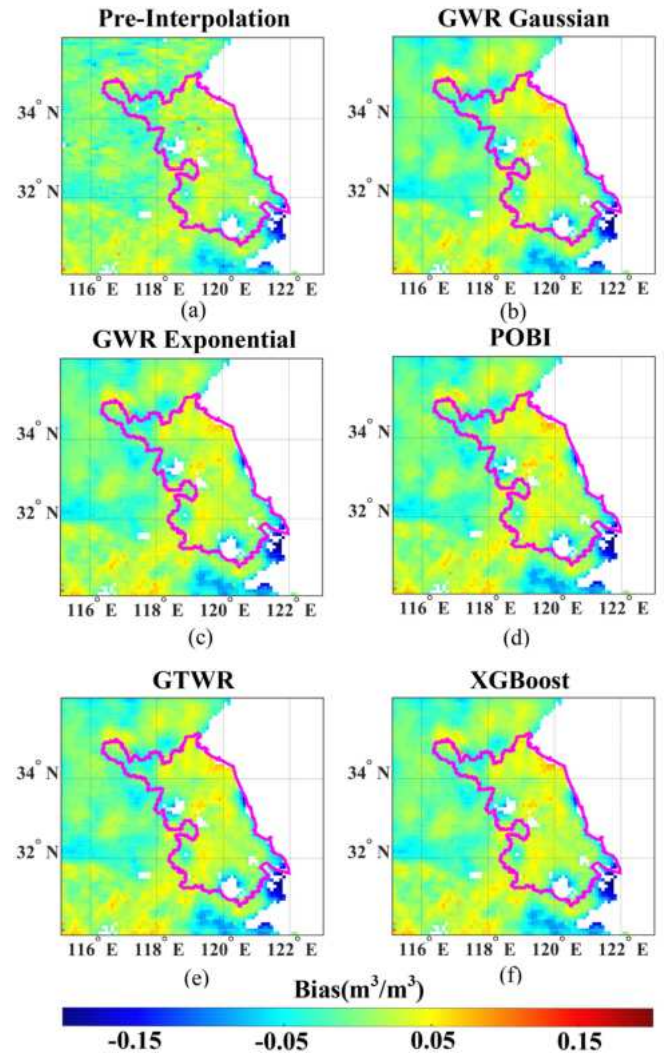 Pre-Interpolation GWR Gaussian
34° N 34° N
32° N 32° N
116° E 118° E 120° E 122° E 116° E 118° E 120° E 122° E
(a) (b)
GWR Exponential POBI
34° N 34° N
32° N 32° N
116° E 118° E 120° E 122° E 116° E 118° E 120° E 122° E
(c) (d)
GTWR XGBoost
34° N 34° N
32° N 32° N
116° E 118° E 120° E 122° E 116° E 118° E 120° E 122° E
(e) (f)
Bias(m³/m³)
-0.15 -0.05 0.05 0.15